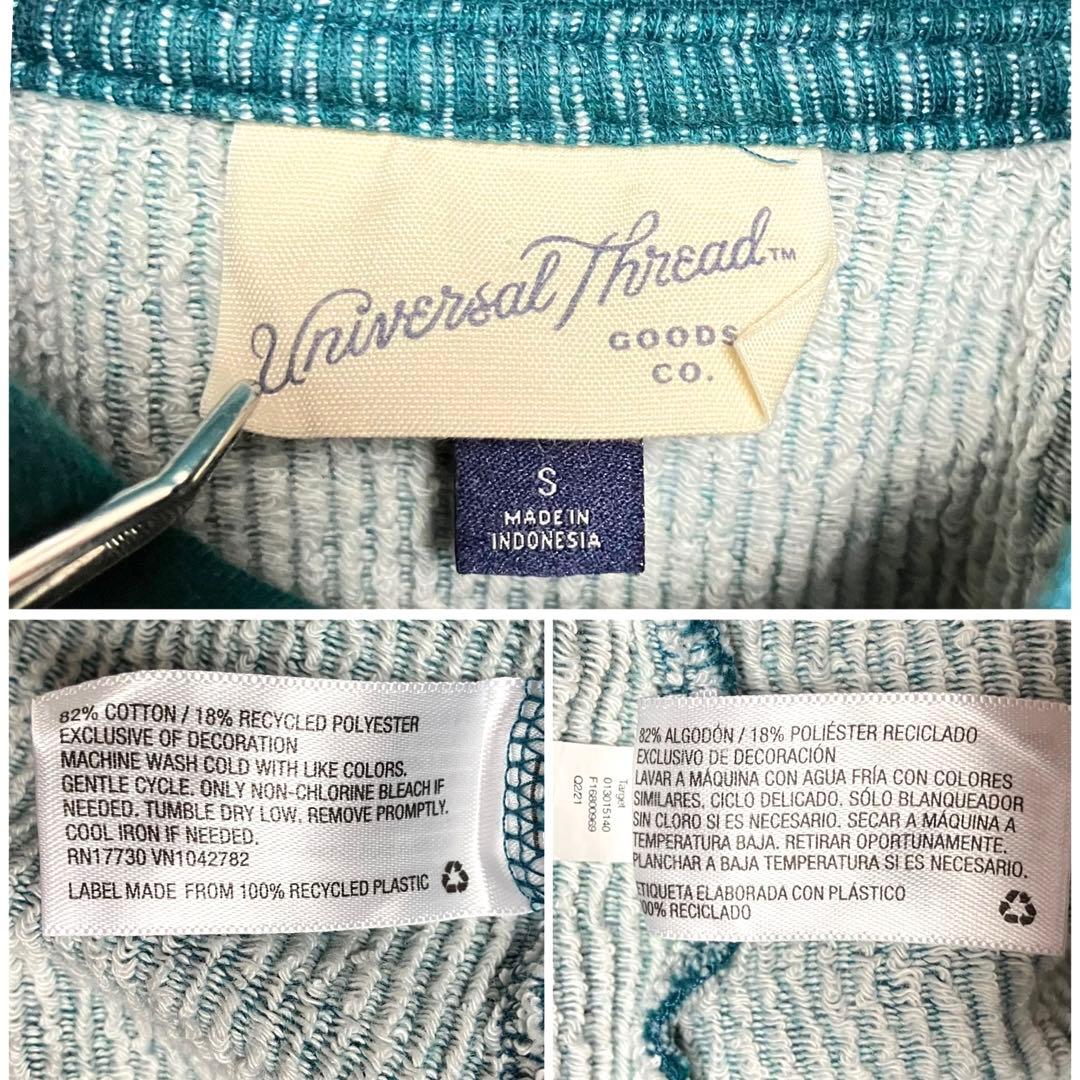 Universal Thread™
GOODS
CO.
S
MADE IN
INDONESIA
82% COTTON / 18% RECYCLED POLYESTER
EXCLUSIVE OF DECORATION
MACHINE WASH COLD WITH LIKE COLORS.
GENTLE CYCLE. ONLY NON-CHLORINE BLEACH IF
NEEDED. TUMBLE DRY LOW, REMOVE PROMPTLY.
COOL IRON IF NEEDED.
RN17730 VN1042782
LABEL MADE FROM 100% RECYCLED PLASTIC
Target
013015140
F1680969
Q221
82% ALGODÓN / 18% POLIÉSTER RECICLADO
EXCLUSIVO DE DECORACIÓN
LAVAR A MÁQUINA CON AGUA FRÍA CON COLORES
SIMILARES, CICLO DELICADO. SÓLO BLANQUEADOR
SIN CLORO SI ES NECESARIO. SECAR A MÁQUINA A
TEMPERATURA BAJA. RETIRAR OPORTUNAMENTE.
PLANCHAR A BAJA TEMPERATURA SI ES NECESARIO.
ETIQUETA ELABORADA CON PLÁSTICO
100% RECICLADO